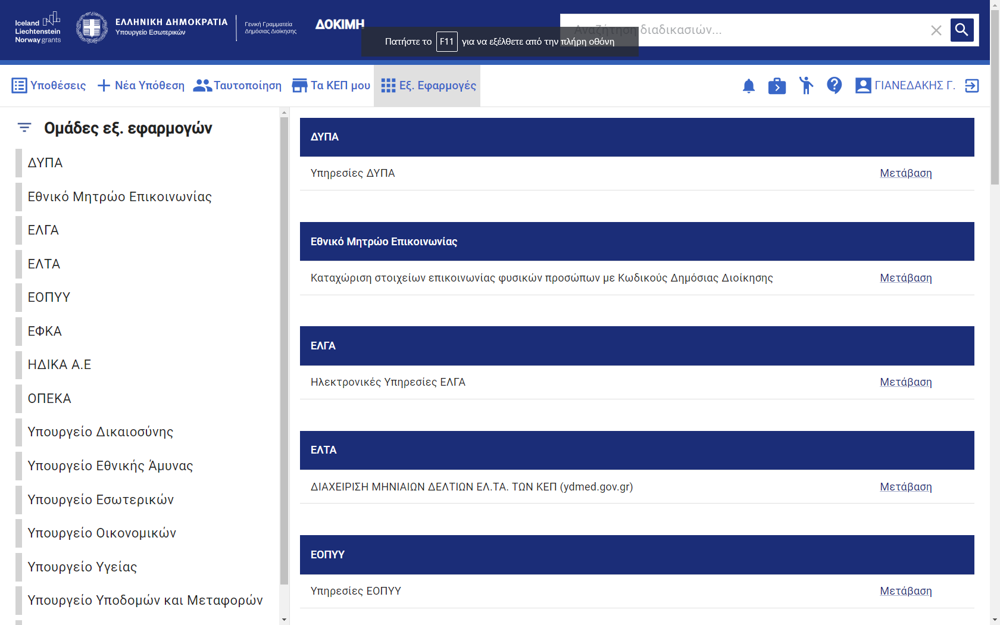 Iceland
Liechtenstein
Norway grants
ΕΛΛΗΝΙΚΗ ΔΗΜΟΚΡΑΤΙΑ
Υπουργείο Εσωτερικών
Γενική Γραμματεία
Δημόσιας Διοίκησης
ΔΟΚΙΜΗ
Αναζήτηση διαδικασιών...
Πατήστε το F11 για να εξέλθετε από την πλήρη οθόνη
Υποθέσεις
Νέα Υπόθεση
Ταυτοποίηση
Τα ΚΕΠ μου
Εξ. Εφαρμογές
ΓΙΑΝΕΔΑΚΗΣ Γ.
Ομάδες εξ. εφαρμογών
ΔΥΠΑ
Εθνικό Μητρώο Επικοινωνίας
ΕΛΓΑ
ΕΛΤΑ
ΕΟΠΥΥ
ΕΦΚΑ
ΗΔΙΚΑ Α.Ε
ΟΠΕΚΑ
Υπουργείο Δικαιοσύνης
Υπουργείο Εθνικής Άμυνας
Υπουργείο Εσωτερικών
Υπουργείο Οικονομικών
Υπουργείο Υγείας
Υπουργείο Υποδομών και Μεταφορών
ΔΥΠΑ
Υπηρεσίες ΔΥΠΑ Μετάβαση
Εθνικό Μητρώο Επικοινωνίας
Καταχώριση στοιχείων επικοινωνίας φυσικών προσώπων με Κωδικούς Δημόσιας Διοίκησης Μετάβαση
ΕΛΓΑ
Ηλεκτρονικές Υπηρεσίες ΕΛΓΑ Μετάβαση
ΕΛΤΑ
ΔΙΑΧΕΙΡΙΣΗ ΜΗΝΙΑΙΩΝ ΔΕΛΤΙΩΝ ΕΛ.ΤΑ. ΤΩΝ ΚΕΠ (ydmed.gov.gr) Μετάβαση
ΕΟΠΥΥ
Υπηρεσίες ΕΟΠΥΥ Μετάβαση